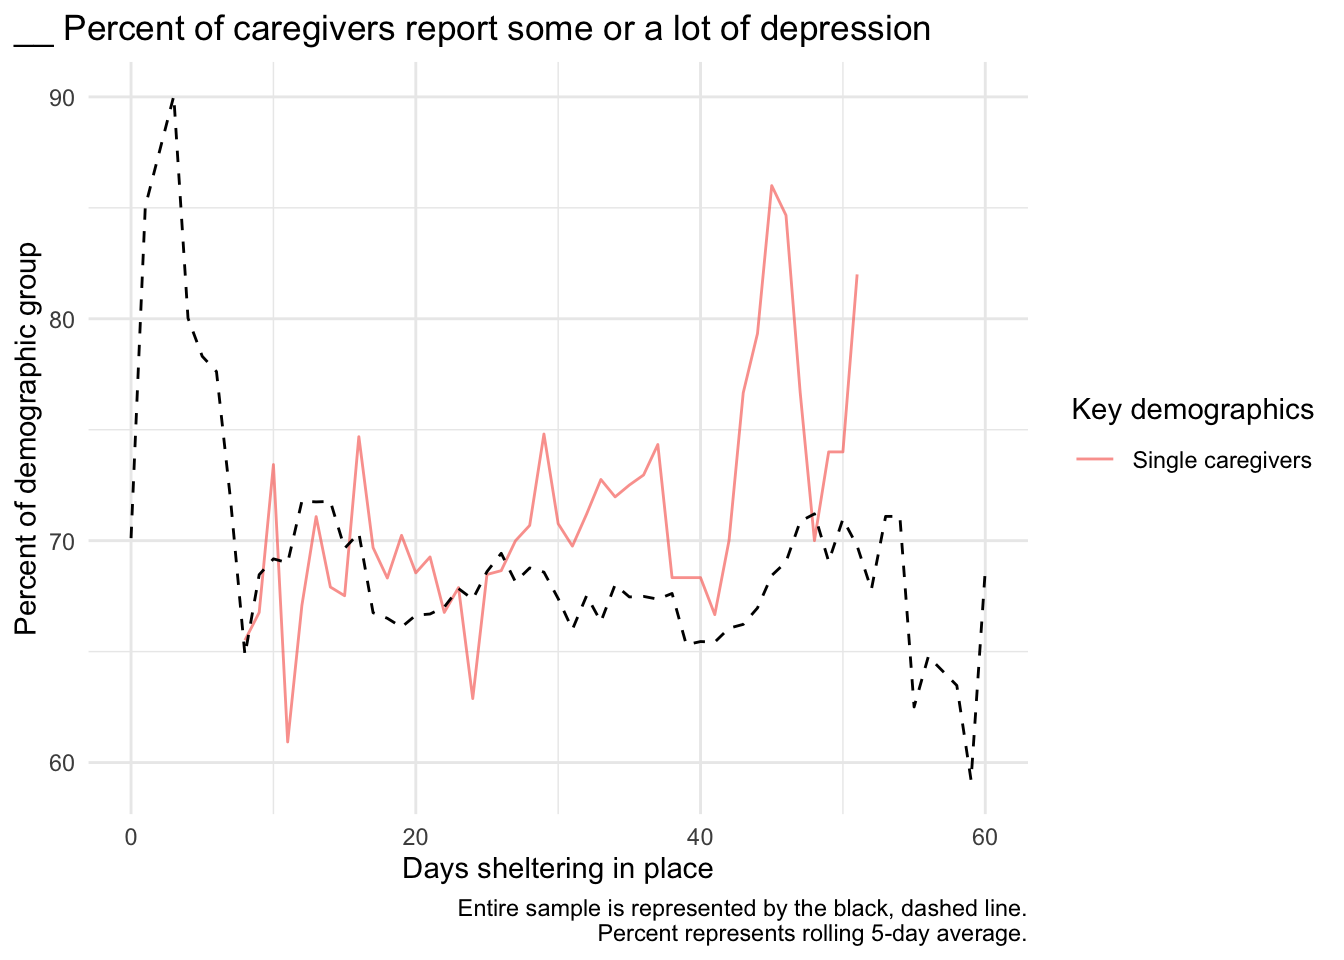 __ Percent of caregivers report some or a lot of depression
Percent of demographic group
90
80
70
60
0
20
40
60
Days sheltering in place
Key demographics
Single caregivers
Entire sample is represented by the black, dashed line.
Percent represents rolling 5-day average.